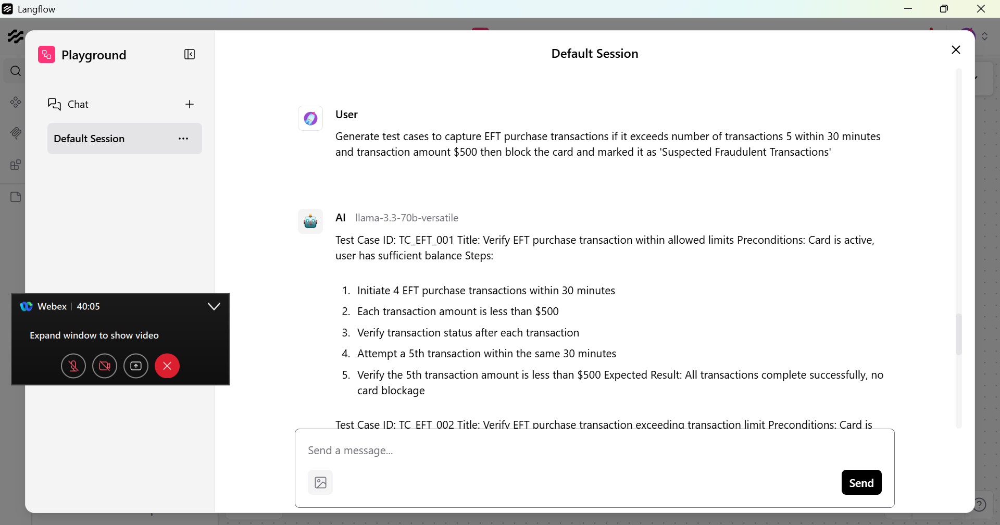 Langflow
Playground
Default Session
Chat
Default Session
User
Generate test cases to capture EFT purchase transactions if it exceeds number of transactions 5 within 30 minutes
and transaction amount $500 then block the card and marked it as 'Suspected Fraudulent Transactions'
AI llama-3.3-70b-versatile
Test Case ID: TC_EFT_001 Title: Verify EFT purchase transaction within allowed limits Preconditions: Card is active,
user has sufficient balance Steps:
1. Initiate 4 EFT purchase transactions within 30 minutes
2. Each transaction amount is less than $500
3. Verify transaction status after each transaction
4. Attempt a 5th transaction within the same 30 minutes
5. Verify the 5th transaction amount is less than $500 Expected Result: All transactions complete successfully, no
card blockage
Test Case ID: TC_EFT_002 Title: Verify EFT purchase transaction exceeding transaction limit Preconditions: Card is
Webex | 40:05
Expand window to show video
Send a message...
Send